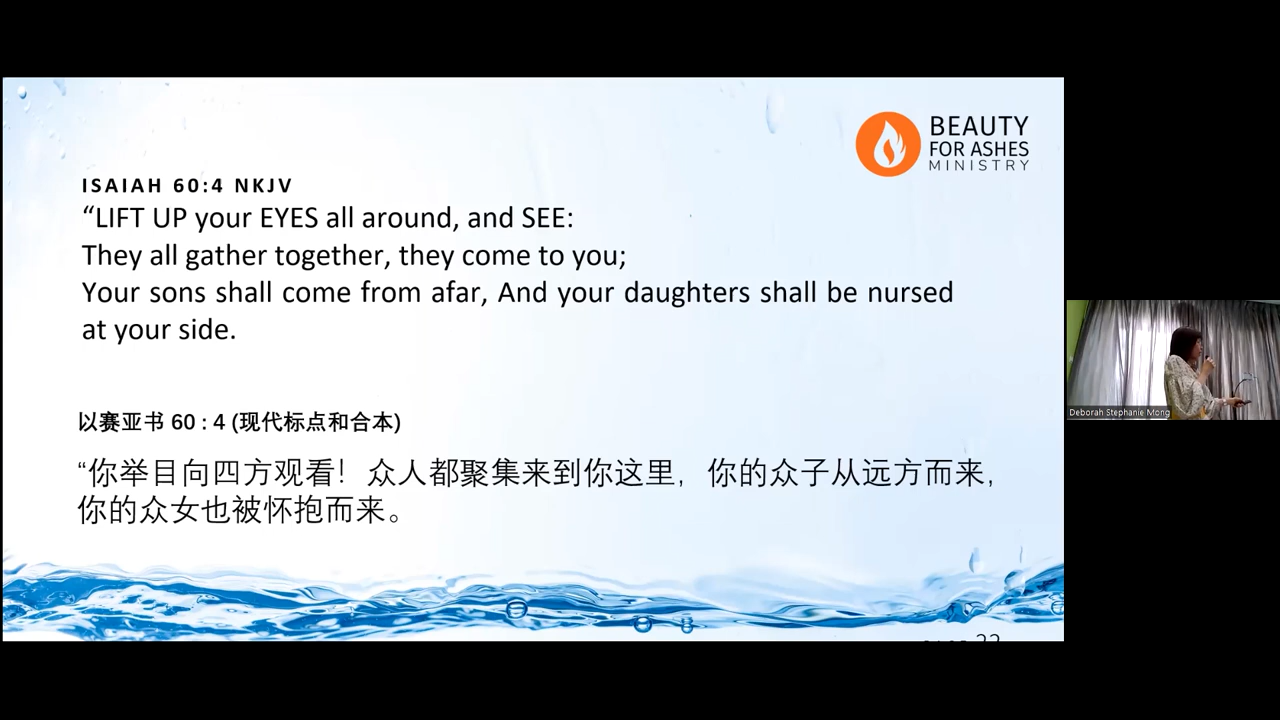 BEAUTY
FOR ASHES
MINISTRY
ISAIAH 60:4 NKJV
“LIFT UP your EYES all around, and SEE:
They all gather together, they come to you;
Your sons shall come from afar, And your daughters shall be nursed
at your side.
以赛亚书 60 : 4 (现代标点和合本)
“你举目向四方观看！众人都聚集来到你这里，你的众子从远方而来，
你的众女也被怀抱而来。
Deborah Stephanie Mong